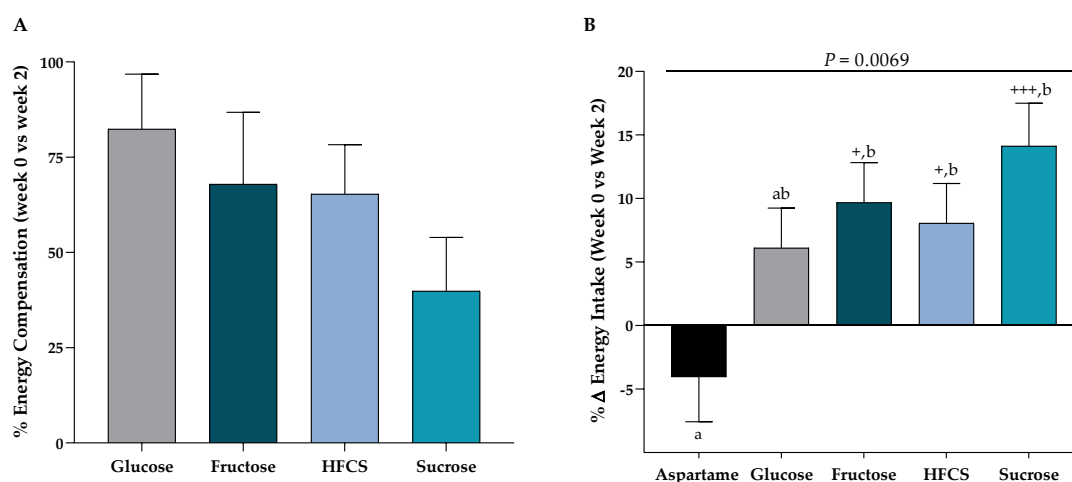 A
% Energy Compensation (week 0 vs week 2)
100
75
50
25
0
Glucose Fructose HFCS Sucrose
B
% Δ Energy Intake (Week 0 vs Week 2)
P = 0.0069
20
15
10
5
0
-5
a
ab
+,b
+,b
+++,b
Aspartame Glucose Fructose HFCS Sucrose